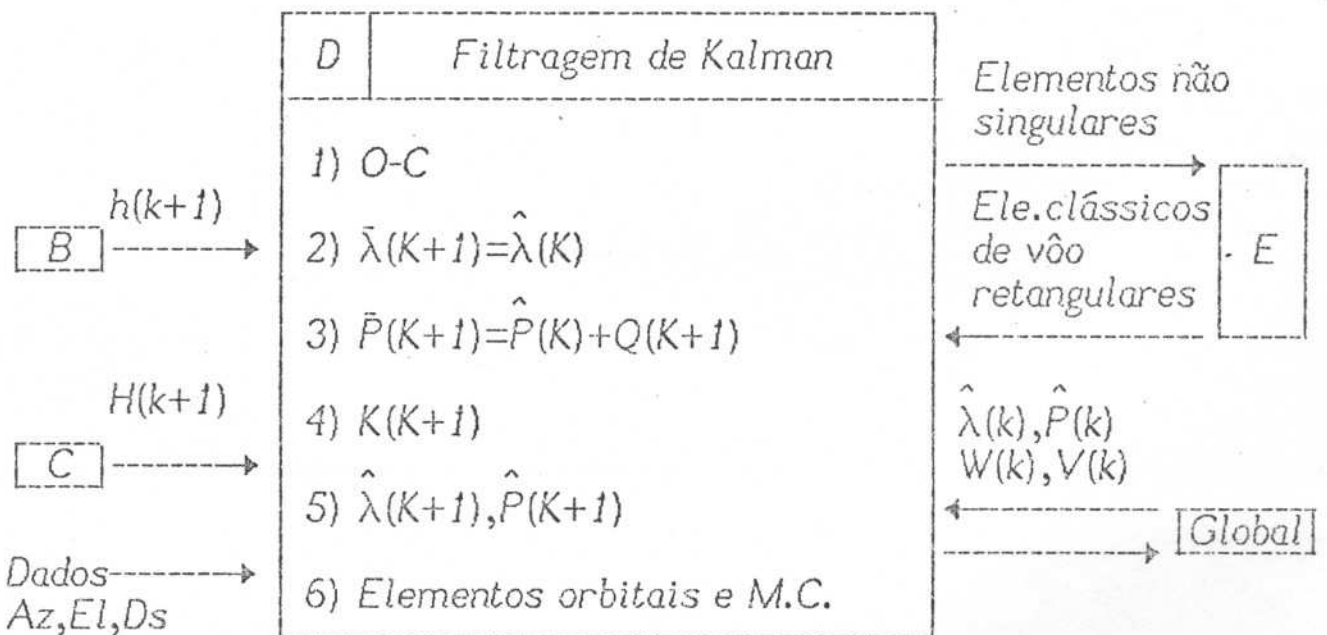 D Filtragem de Kalman
1) O-C
2) λ̄(K+1)=λ̂(K)
3) P̄(K+1)=P̂(K)+Q(K+1)
4) K(K+1)
5) λ̂(K+1),P̂(K+1)
6) Elementos orbitais e M.C.
h(k+1)
B
H(k+1)
C
Dados
Az,El,Ds
Elementos não
singulares
Ele.clássicos
de vôo
retangulares
E
λ̂(k),P̂(k)
W(k),V(k)
Global